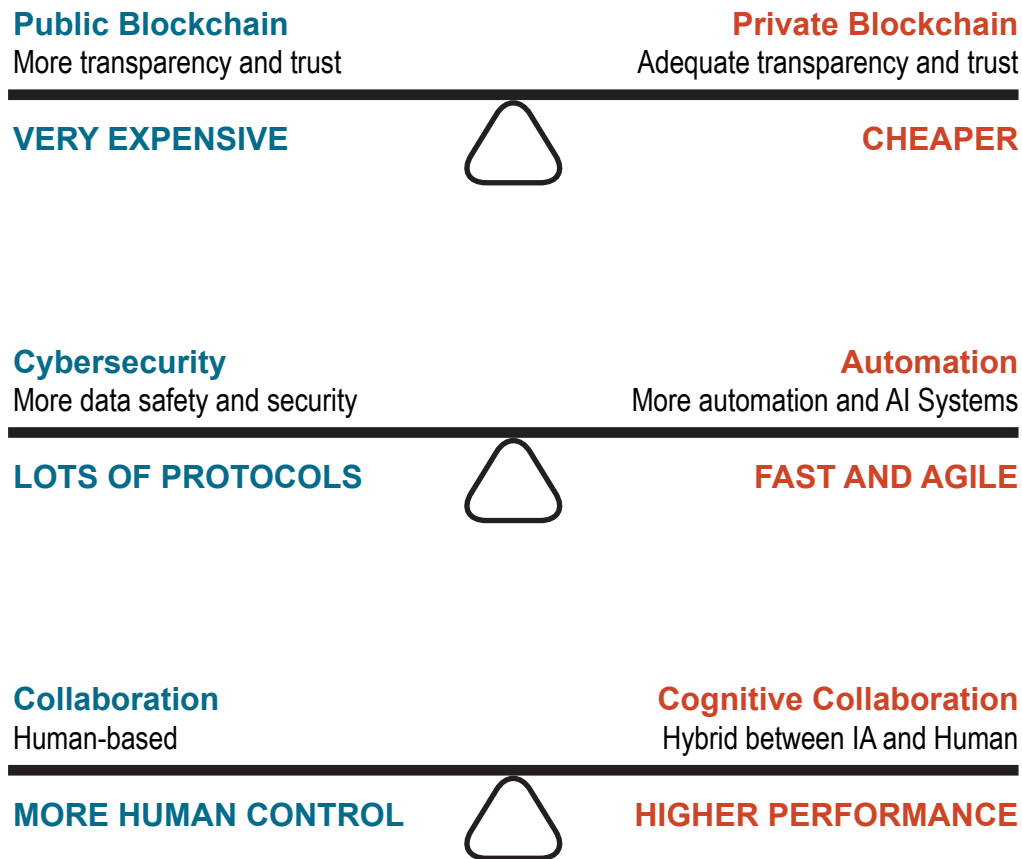 Public Blockchain
More transparency and trust
Private Blockchain
Adequate transparency and trust
VERY EXPENSIVE
CHEAPER
Cybersecurity
More data safety and security
Automation
More automation and AI Systems
LOTS OF PROTOCOLS
FAST AND AGILE
Collaboration
Human-based
Cognitive Collaboration
Hybrid between IA and Human
MORE HUMAN CONTROL
HIGHER PERFORMANCE